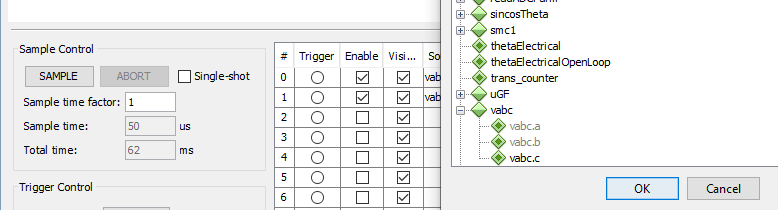 Sample Control
SAMPLE ABORT Single-shot
Sample time factor: 1
Sample time: 50 us
Total time: 62 ms
Trigger Control
# Trigger Enable Visi... So
0 vab
1 vab
2
3
4
5
6
sincosTheta
smc1
thetaElectrical
thetaElectricalOpenLoop
trans_counter
uGF
vabc
vabc.a
vabc.b
vabc.c
OK Cancel